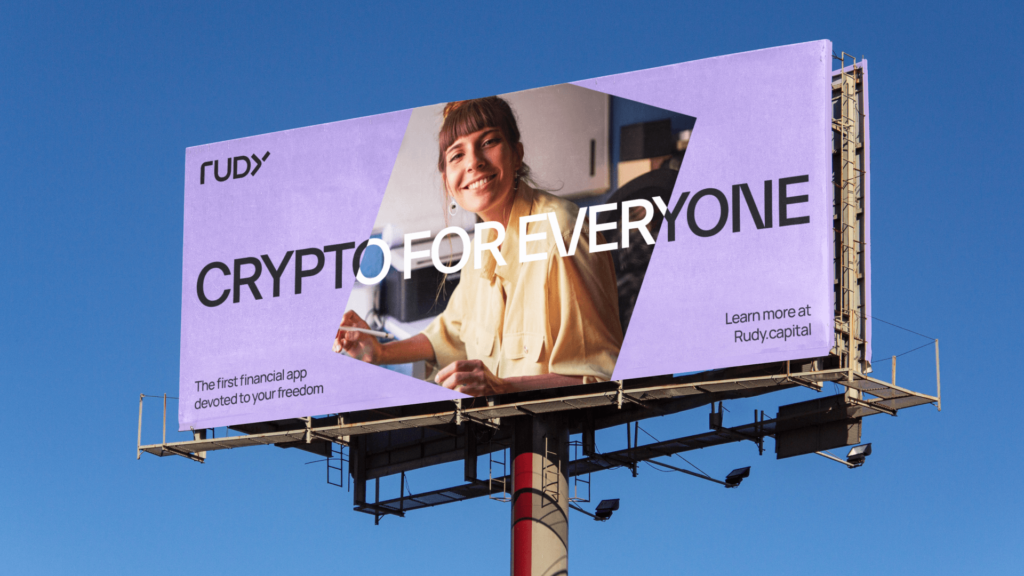 RUDY
CRYPTO FOR EVERYONE
The first financial app
devoted to your freedom
Learn more at
Rudy.capital